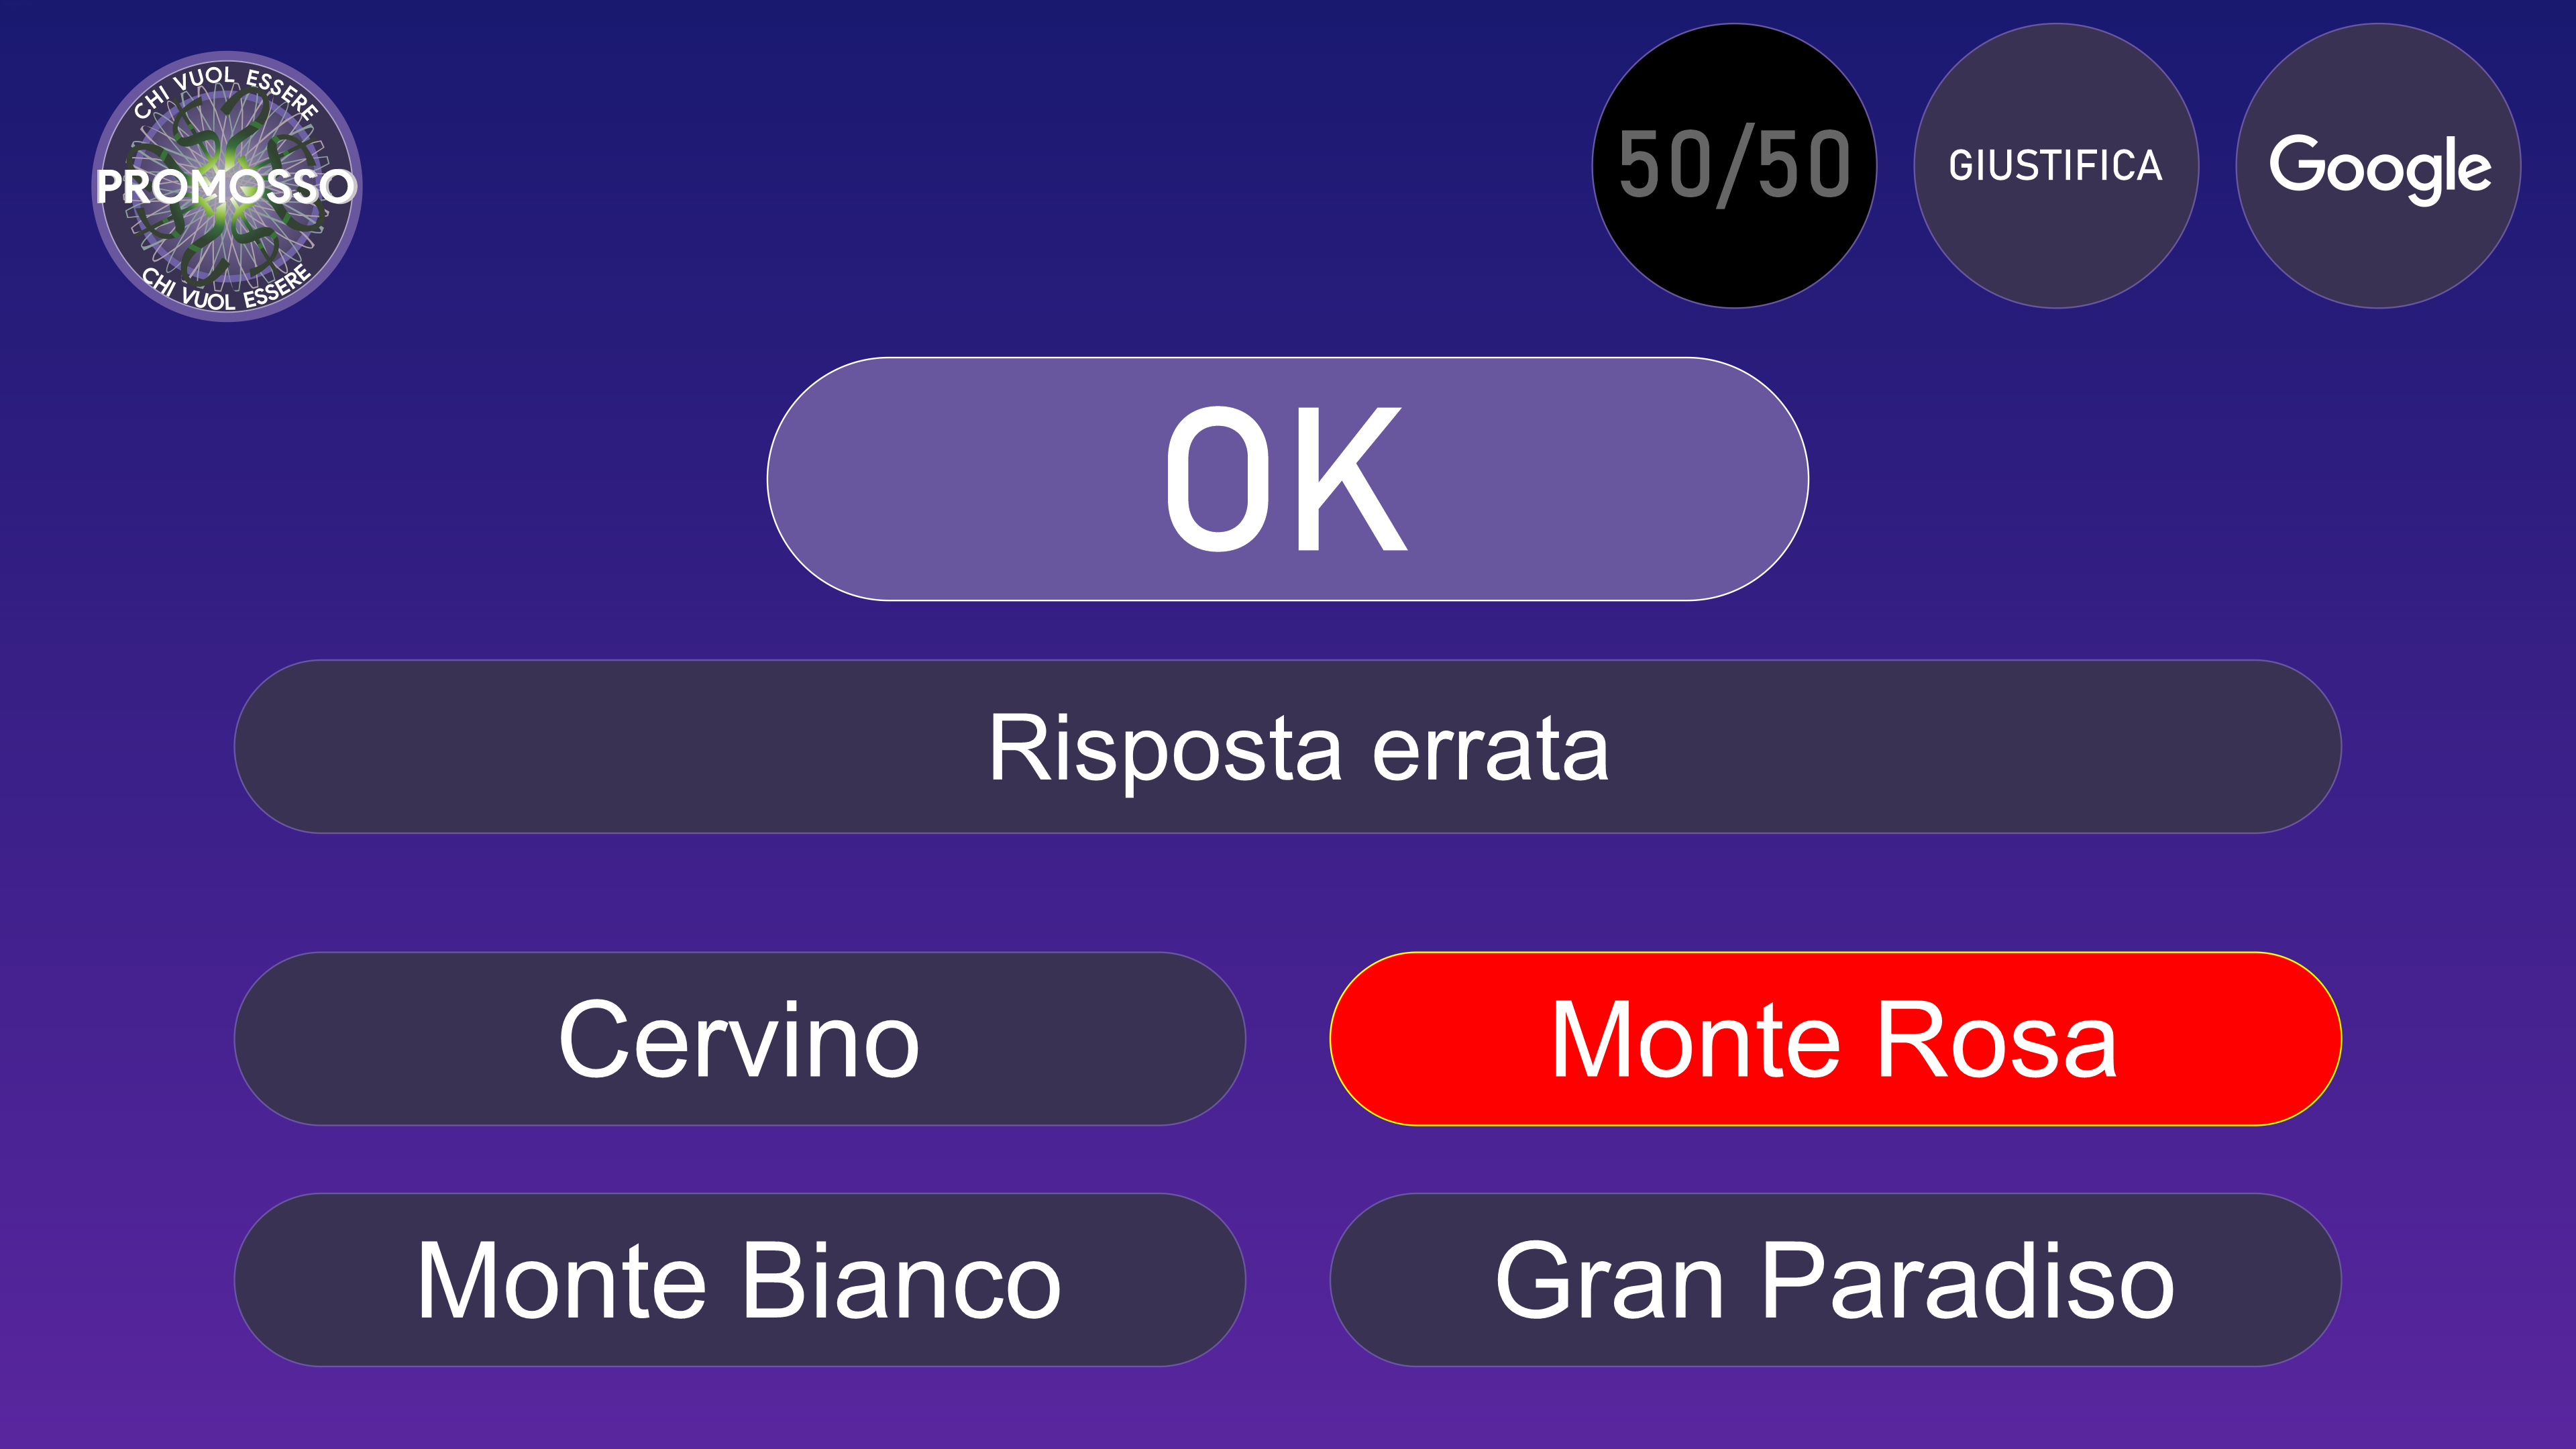 CHI VUOL ESSERE
PROMOSSO
CHI VUOL ESSERE
50/50
GIUSTIFICA
Google
OK
Risposta errata
Cervino
Monte Rosa
Monte Bianco
Gran Paradiso